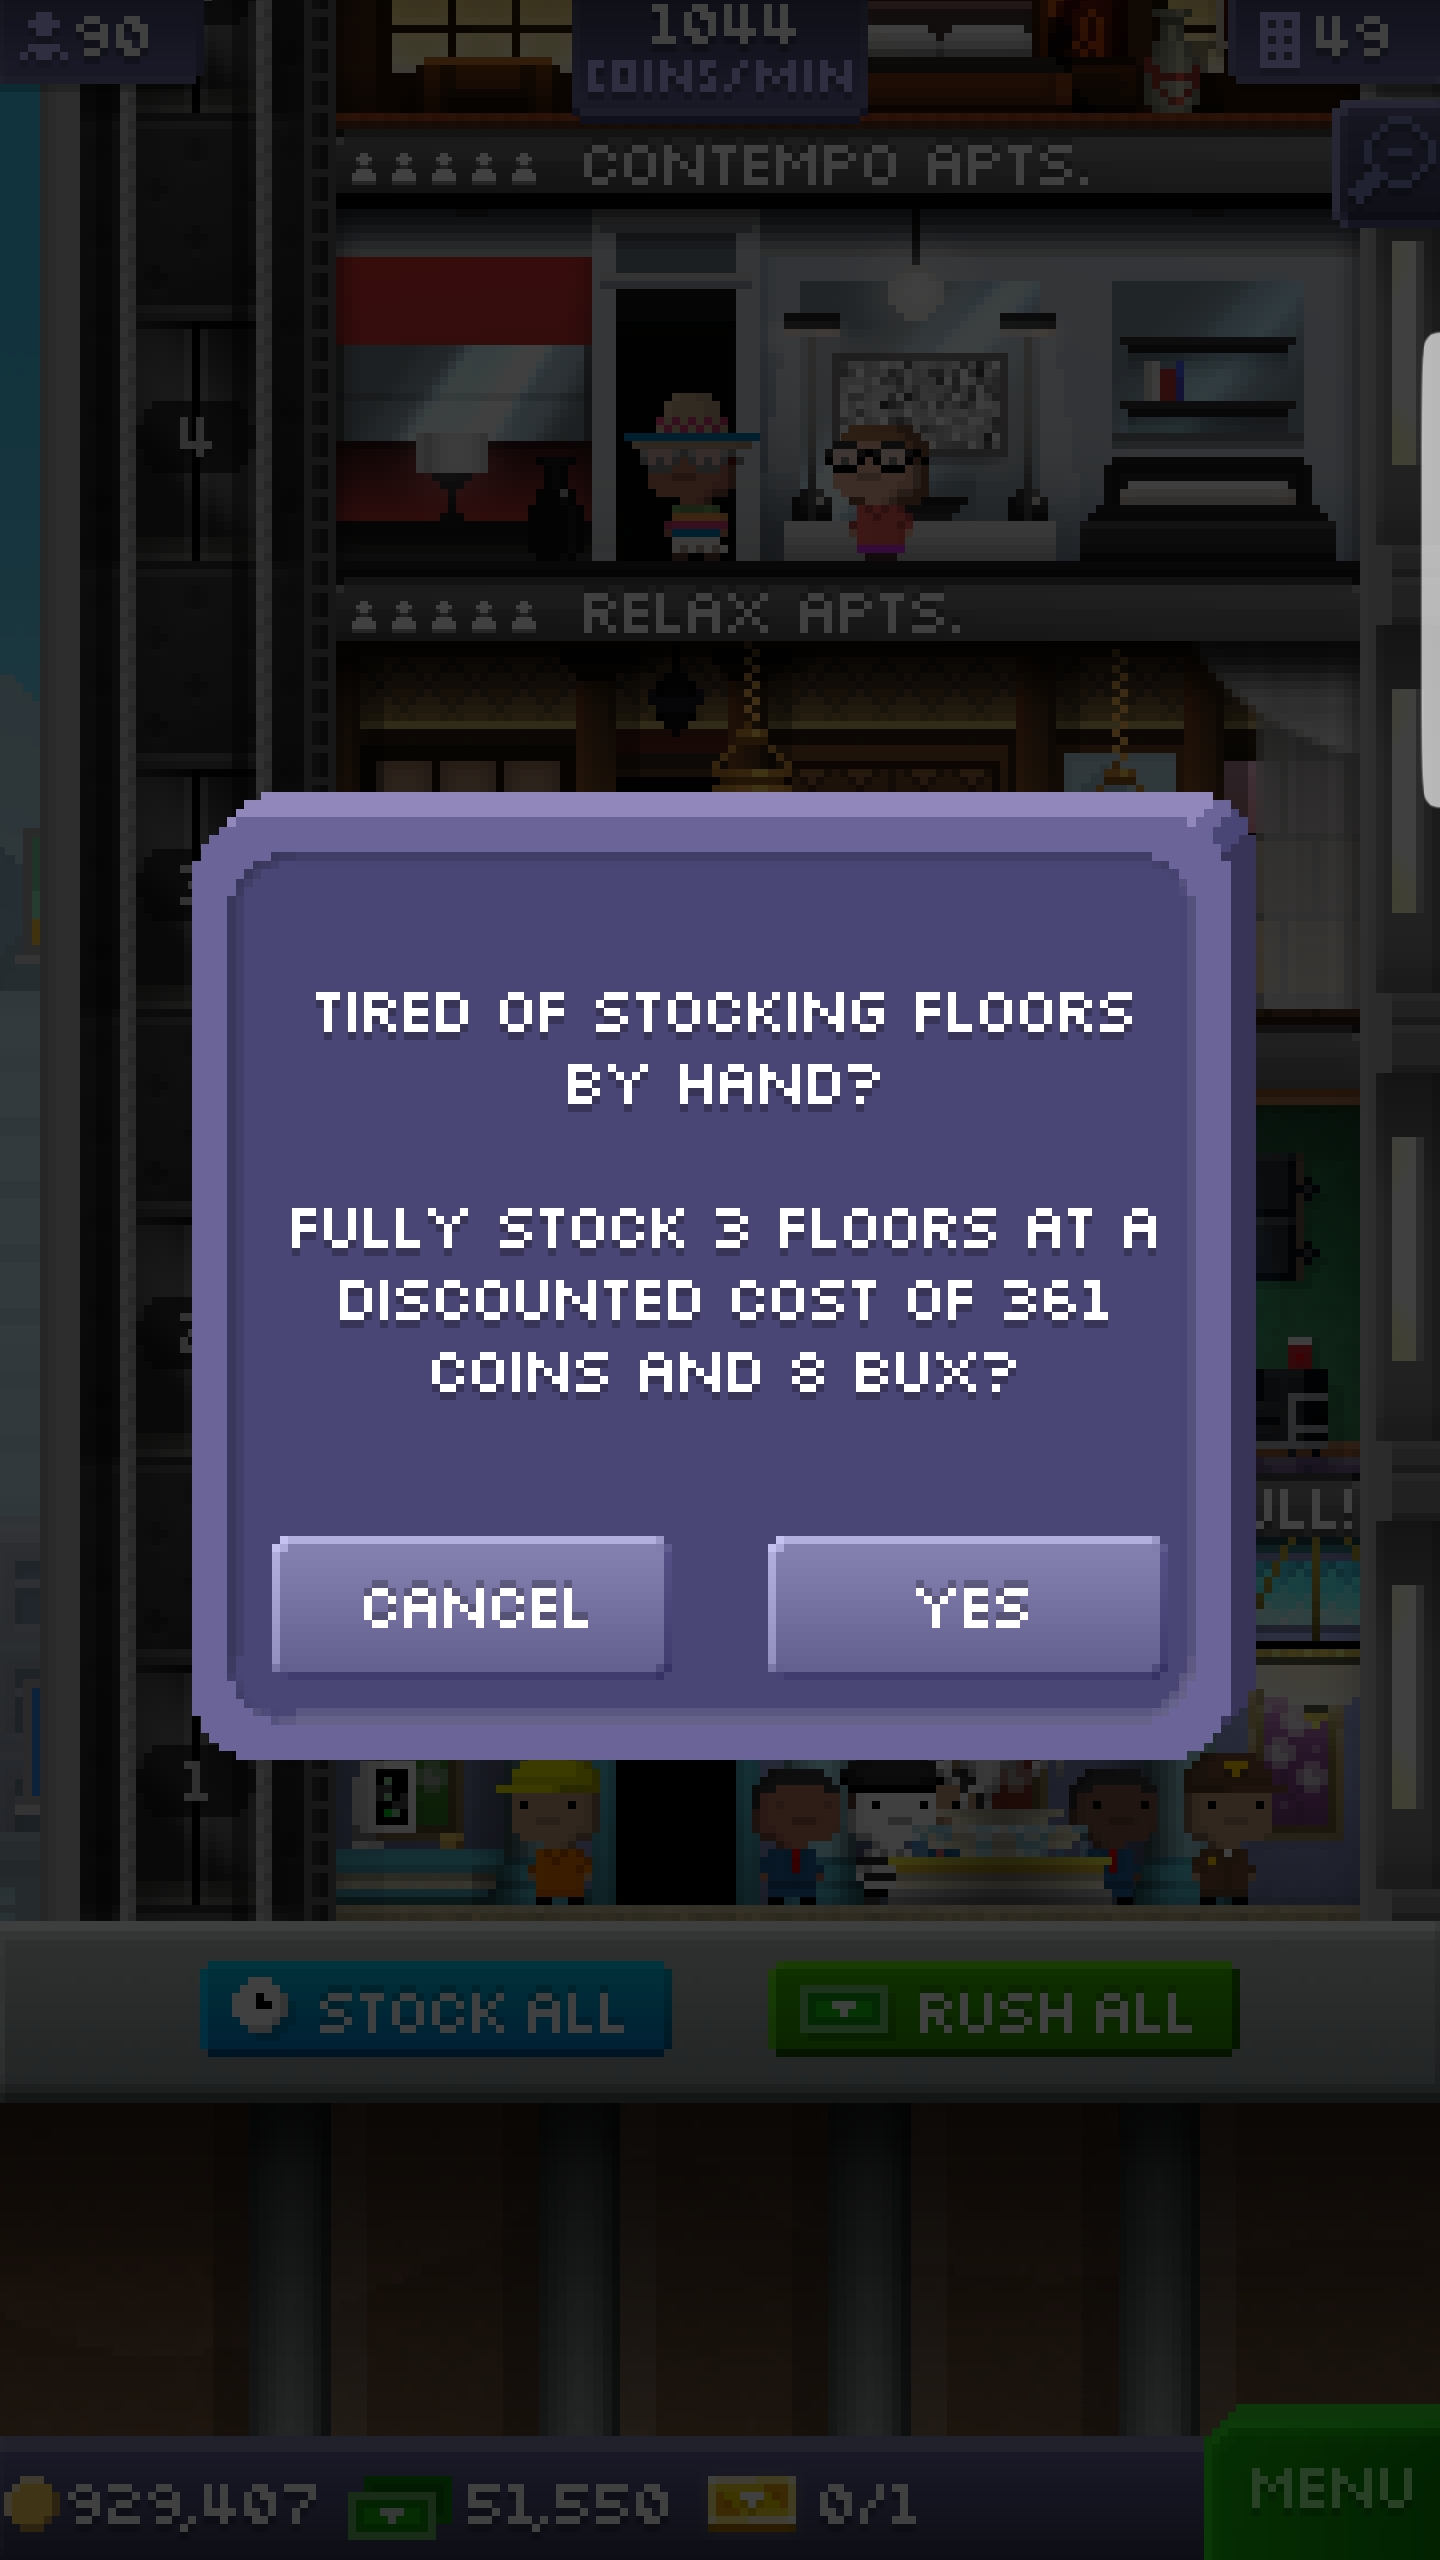 90
1044
COINS/MIN
49
CONTEMPO APTS.
4
RELAX APTS.
TIRED OF STOCKING FLOORS
BY HAND?
FULLY STOCK 3 FLOORS AT A
DISCOUNTED COST OF 361
COINS AND 8 BUX?
CANCEL
YES
1
STOCK ALL
RUSH ALL
929,407
51,550
0/1
MENU